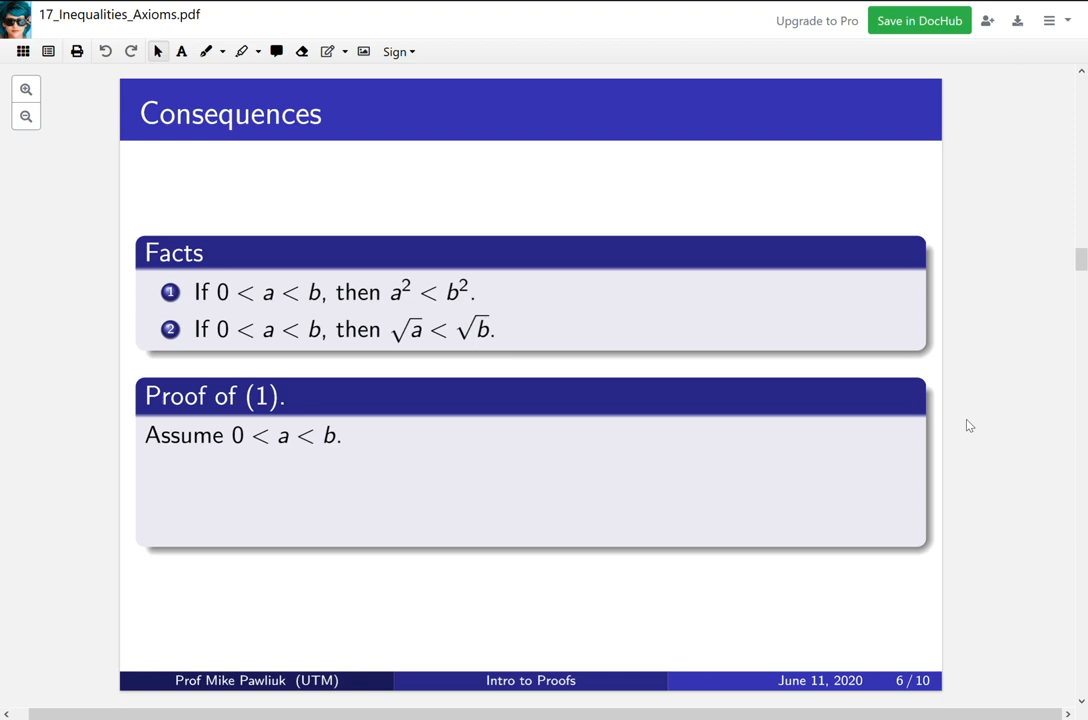 17_Inequalities_Axioms.pdf
Upgrade to Pro
Save in DocHub
A
Sign
Consequences
Facts
1 If 0 < a < b, then a² < b².
2 If 0 < a < b, then √a < √b.
Proof of (1).
Assume 0 < a < b.
Prof Mike Pawliuk (UTM) Intro to Proofs June 11, 2020 6 / 10